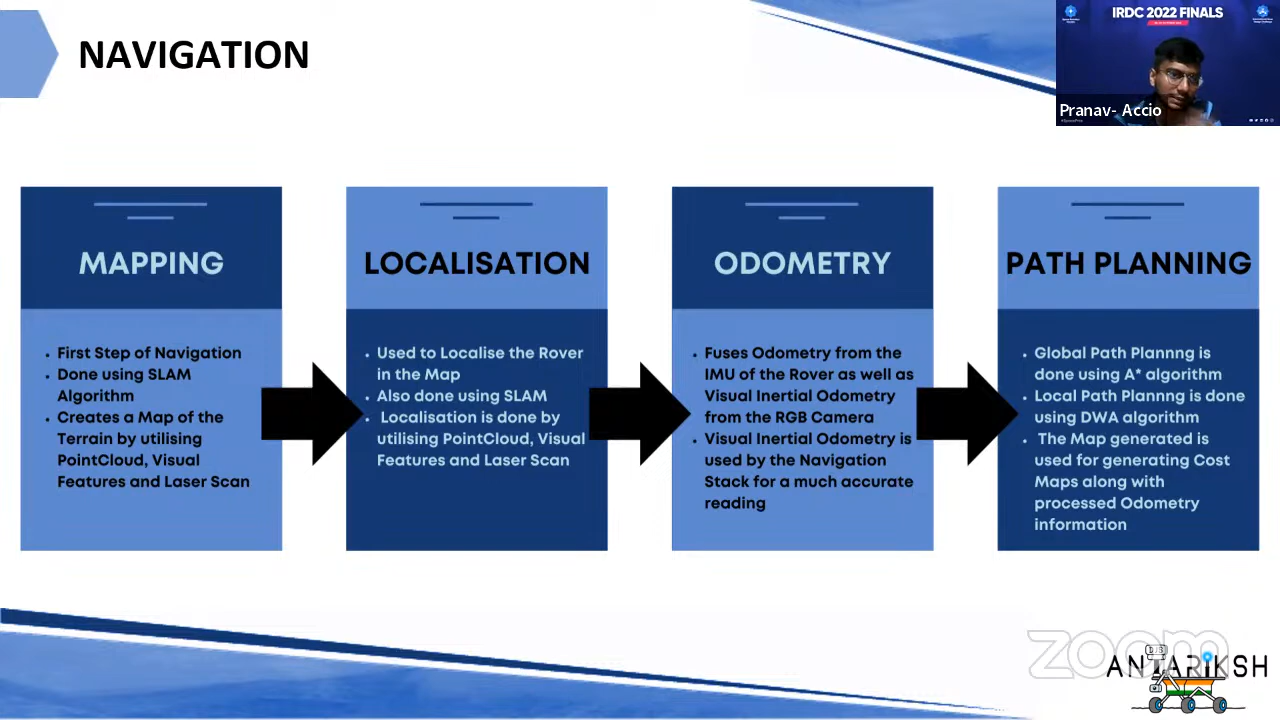 NAVIGATION
IRDC 2022 FINALS
Pranav- Accio
MAPPING
• First Step of Navigation
• Done using SLAM
Algorithm
• Creates a Map of the
Terrain by utilising
PointCloud, Visual
Features and Laser Scan
LOCALISATION
• Used to Localise the Rover
in the Map
• Also done using SLAM
• Localisation is done by
utilising PointCloud, Visual
Features and Laser Scan
ODOMETRY
• Fuses Odometry from the
IMU of the Rover as well as
Visual Inertial Odometry
from the RGB Camera
• Visual Inertial Odometry is
used by the Navigation
Stack for a much accurate
reading
PATH PLANNING
• Global Path Plannng is
done using A* algorithm
• Local Path Plannng is done
using DWA algorithm
• The Map generated is
used for generating Cost
Maps along with
processed Odometry
information
zoom
ANTARIKSH